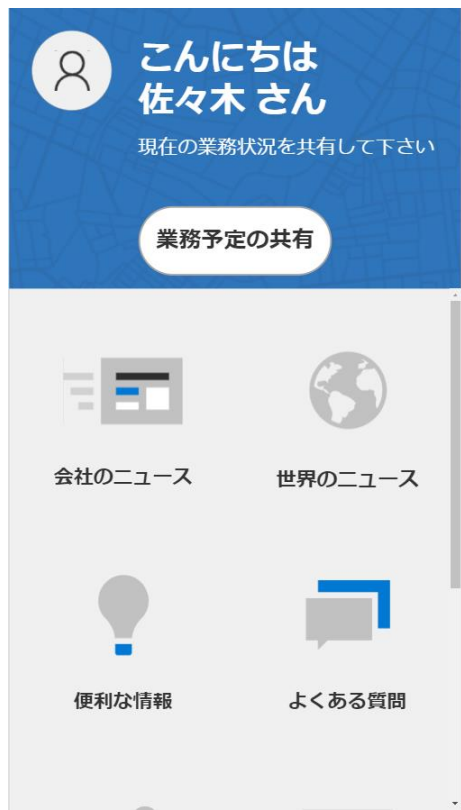 こんにちは
佐々木 さん
現在の業務状況を共有して下さい
業務予定の共有
会社のニュース
世界のニュース
便利な情報
よくある質問